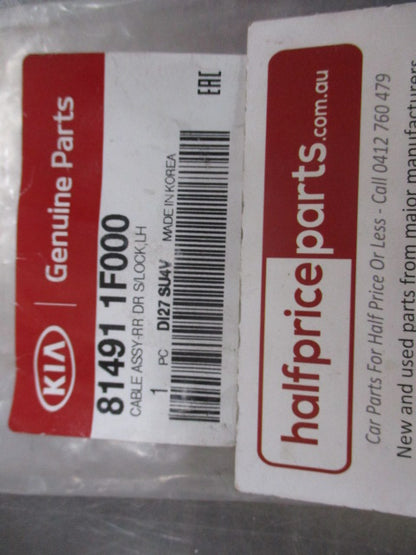 KIA
Genuine Parts
EAC
81491 1F000
CABLE ASSY-RR DR S/LOCK,LH
1 PC DI27 SU4V MADE IN KOREA
halfpriceparts.com.au
Car Parts For Half Price Or Less - Call 0412 760 479
New and used parts from major manufacturers